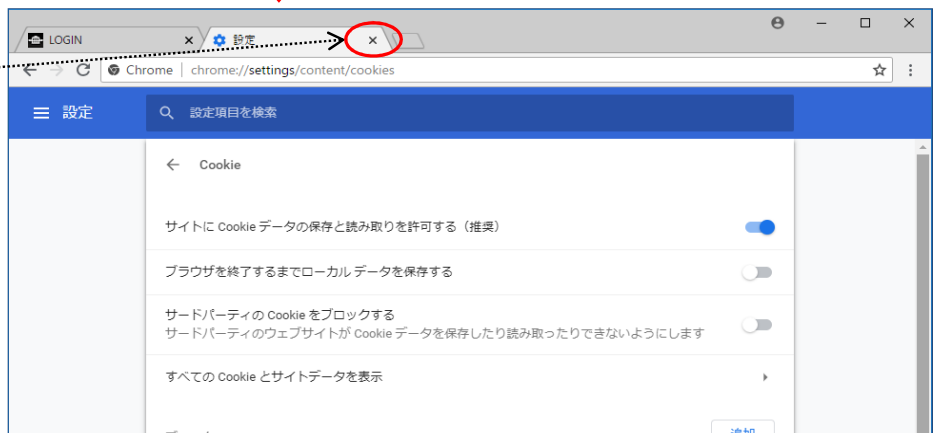 LOGIN
設定
Chrome | chrome://settings/content/cookies
設定
設定項目を検索
Cookie
サイトに Cookie データの保存と読み取りを許可する（推奨）
ブラウザを終了するまでローカル データを保存する
サードパーティの Cookie をブロックする
サードパーティのウェブサイトが Cookie データを保存したり読み取ったりできないようにします
すべての Cookie とサイトデータを表示
追加